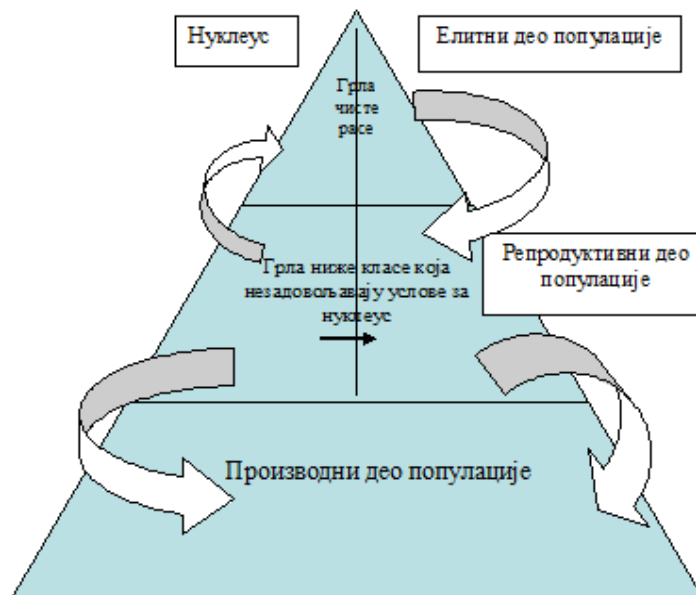 Нуклеус
Елитни део популације
Грла
чисте
расе
Репродуктивни део
популације
Грла ниже класе која
незадовољавају услове за
нуклеус
Производни део популације